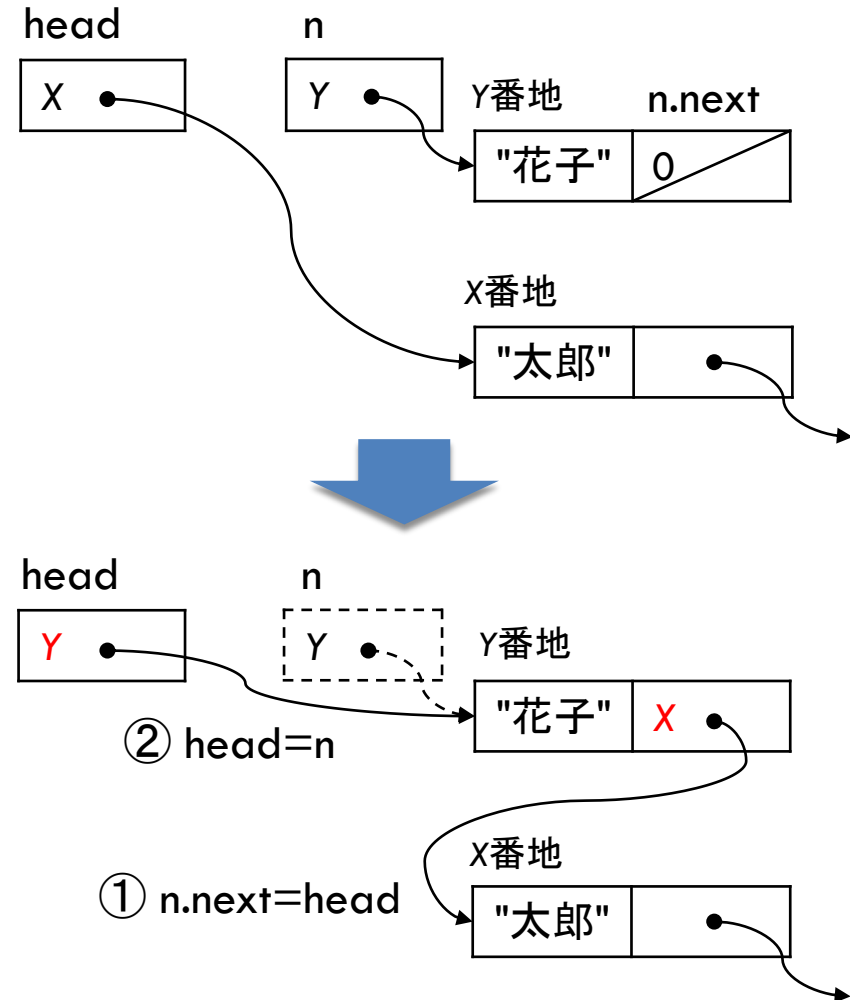 head n
X Y Y番地 n.next
"花子" 0
X番地
"太郎"
head n
Y Y Y番地
"花子" X
② head=n
X番地
① n.next=head "太郎"